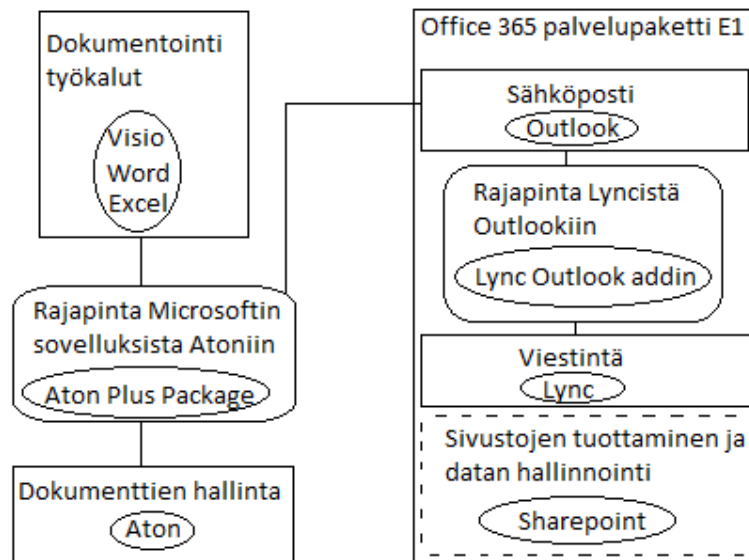 Dokumentointi
työkalut
Visio
Word
Excel
Rajapinta Microsoftin
sovelluksista Atoniin
Aton Plus Package
Dokumenttien hallinta
Aton
Office 365 palvelupaketti E1
Sähköposti
Outlook
Rajapinta Lyncistä
Outlookiin
Lync Outlook addin
Viestintä
Lync
Sivustojen tuottaminen ja
datan hallinnointi
Sharepoint